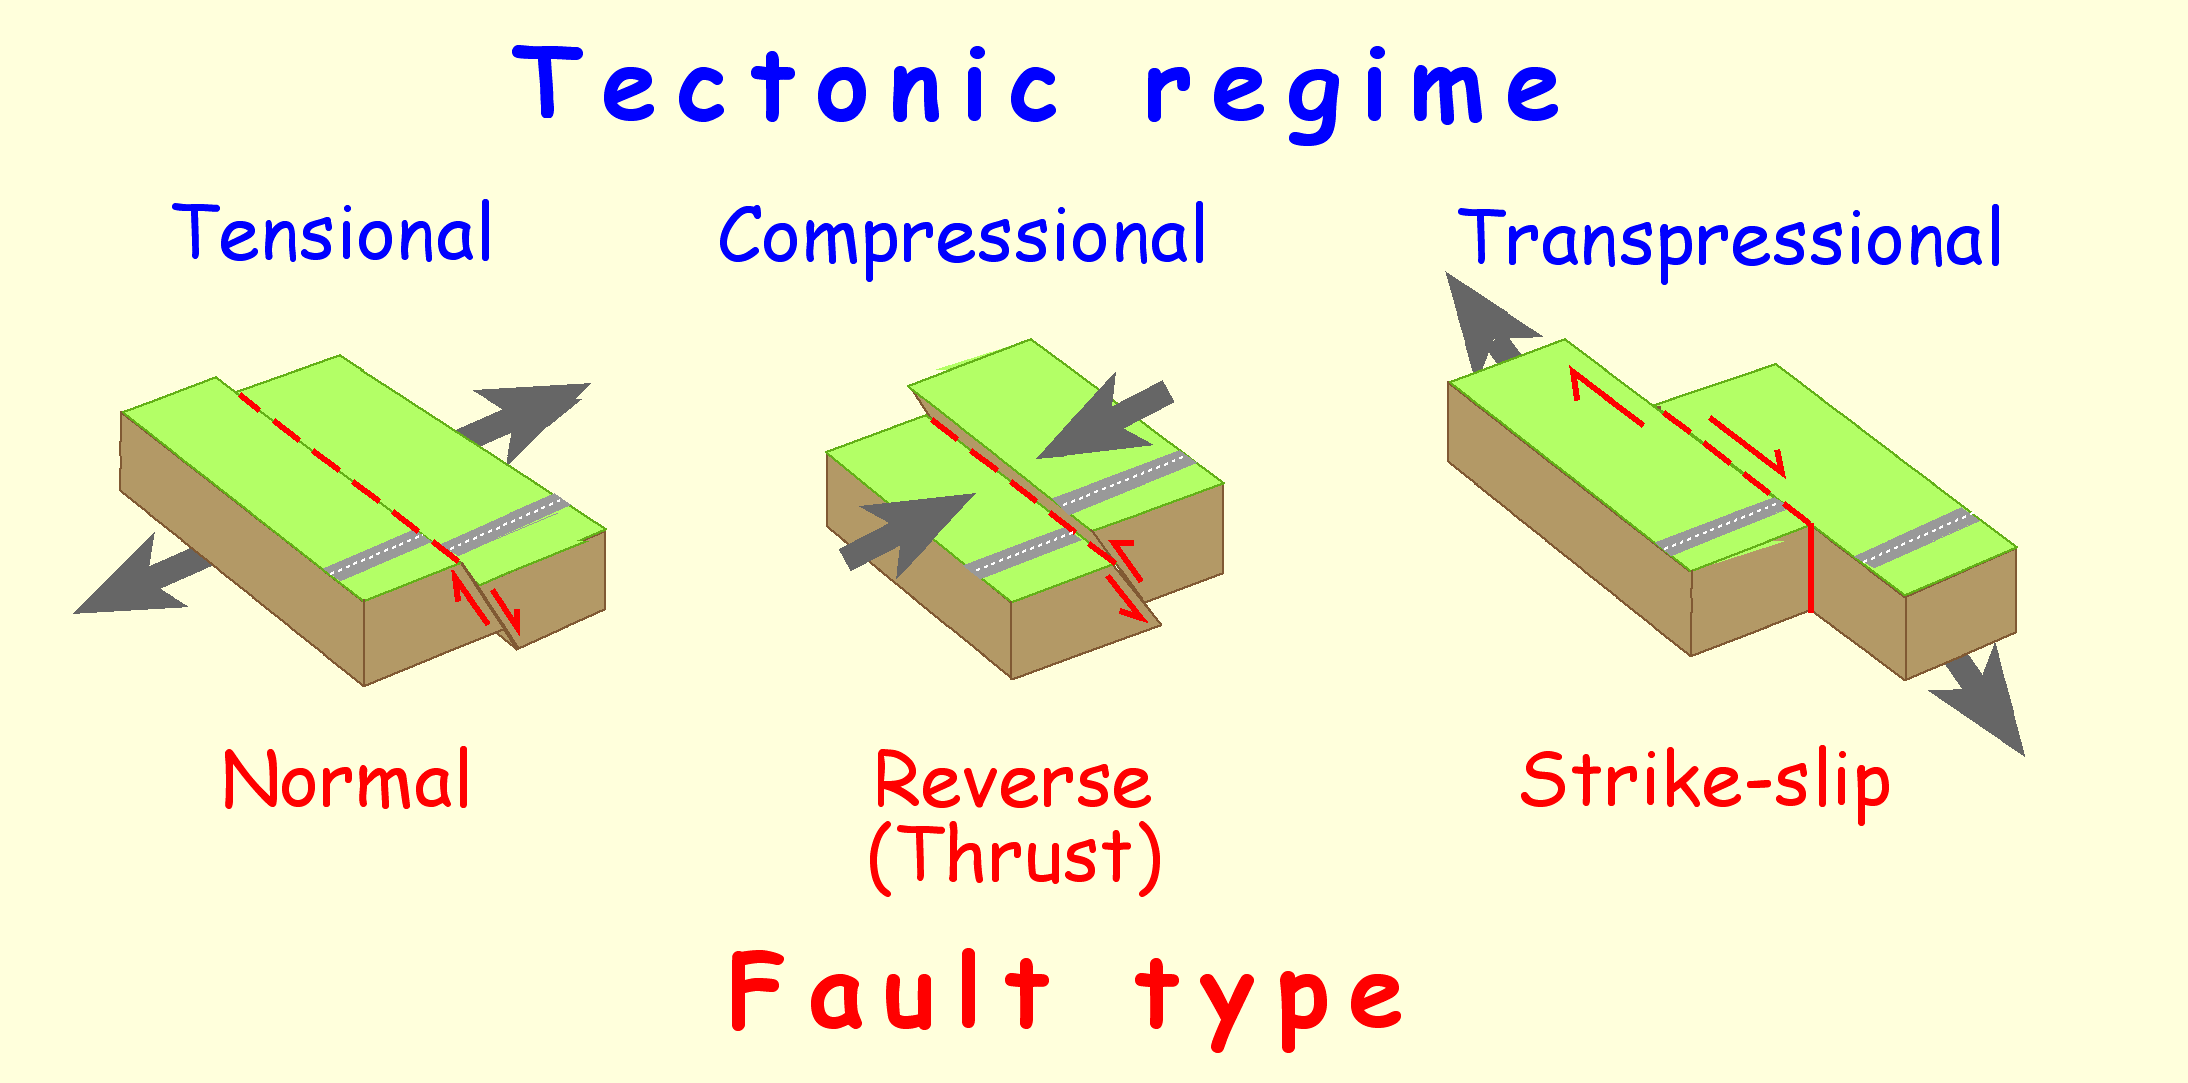 Tectonic regime
Tensional
Compressional
Transpressional
Normal
Reverse
(Thrust)
Strike-slip
Fault type